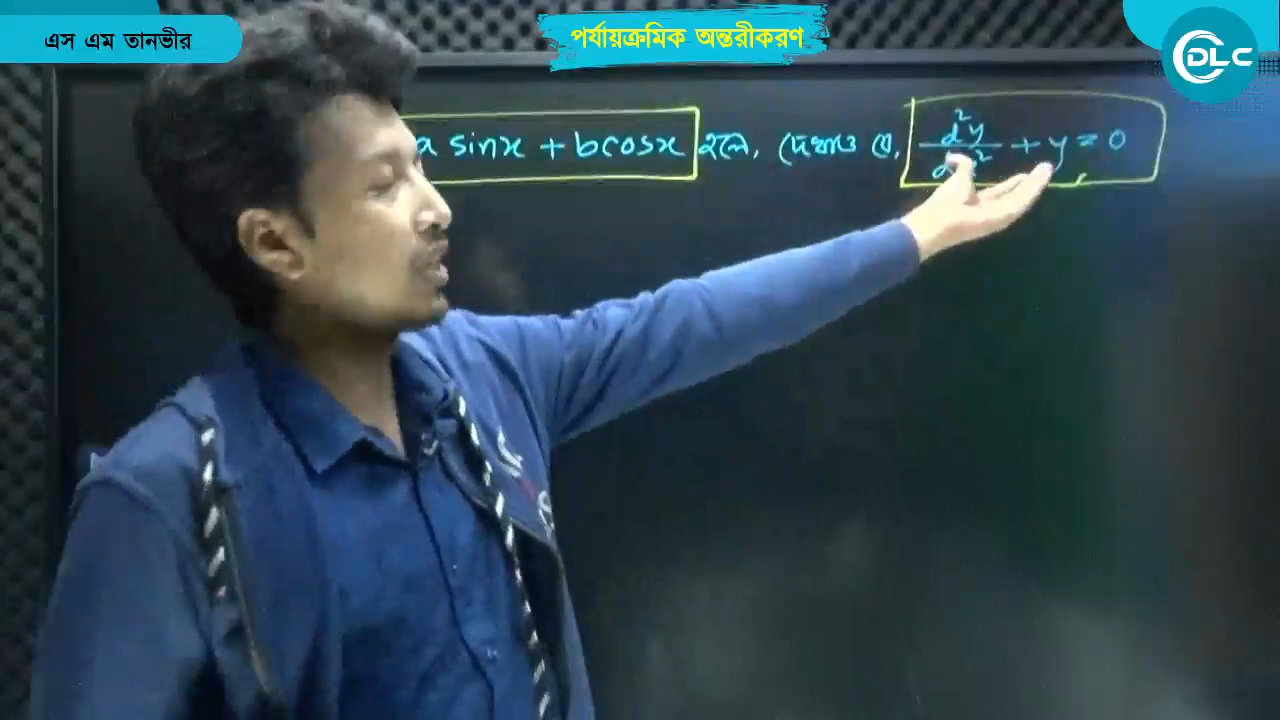 এস এম তানভীর
পর্যায়ক্রমিক অন্তরীকরণ
DLC
a sinx + bcosx হলে, দেখাও যে, d²y/dx² + y = 0